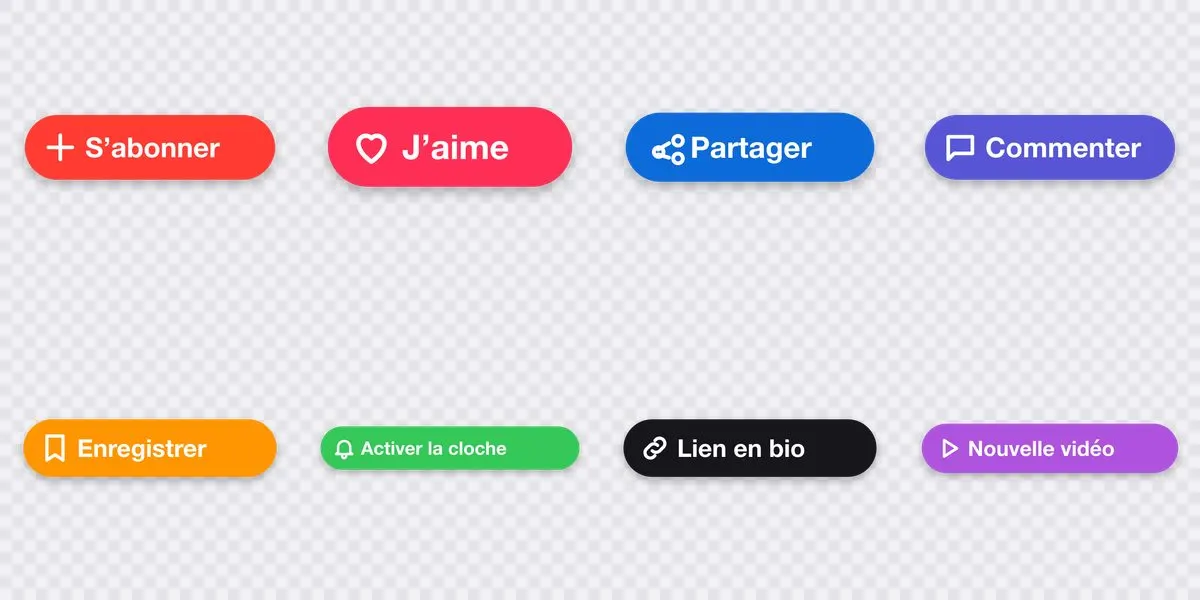 S’abonner
J’aime
Partager
Commenter
Enregistrer
Activer la cloche
Lien en bio
Nouvelle vidéo